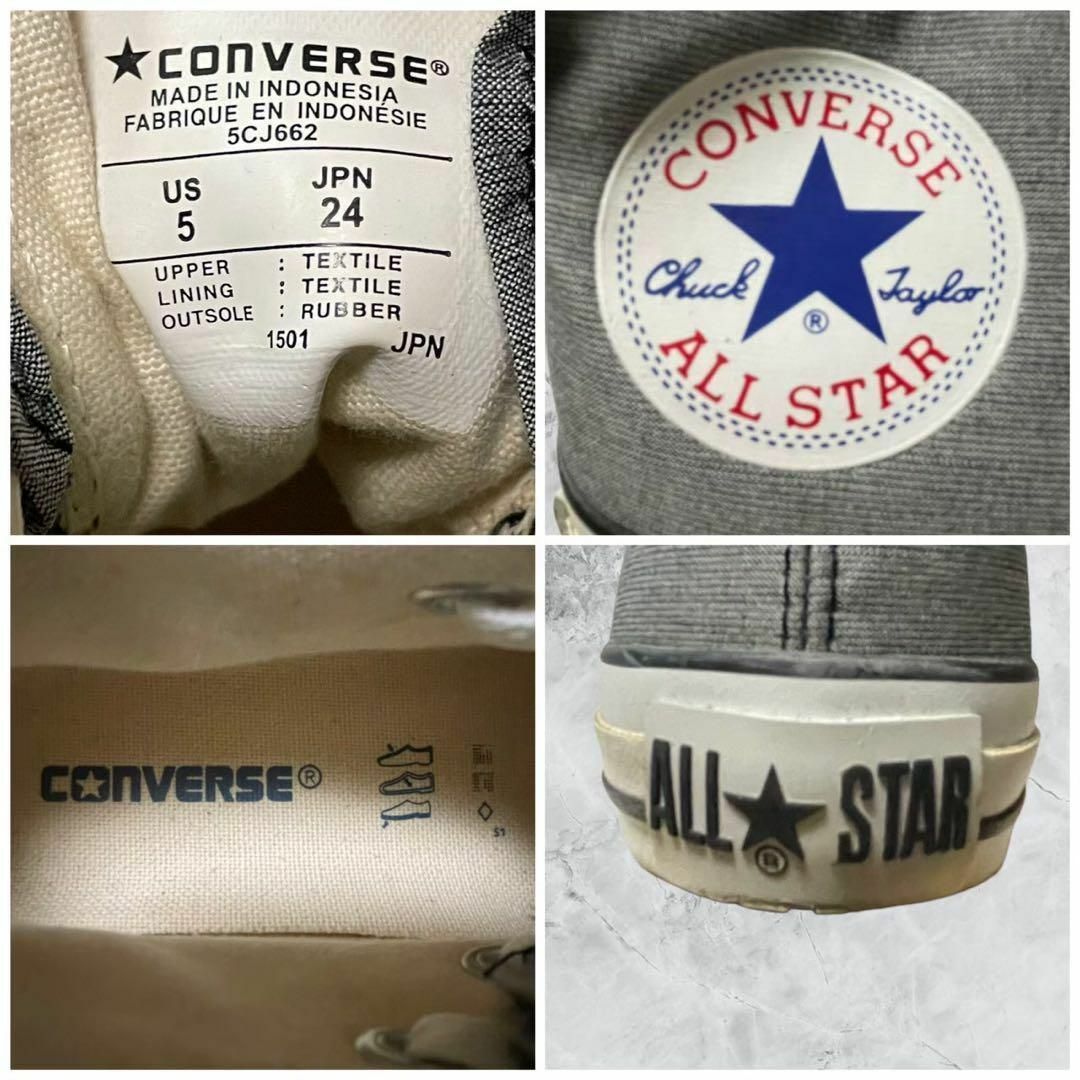 ★CONVERSE®
MADE IN INDONESIA
FABRIQUE EN INDONÉSIE
5CJ662
US JPN
5 24
UPPER : TEXTILE
LINING : TEXTILE
OUTSOLE : RUBBER
1501 JPN
CONVERSE
Chuck Taylor
®
ALL STAR
CONVERSE®
51
ALL★STAR
®